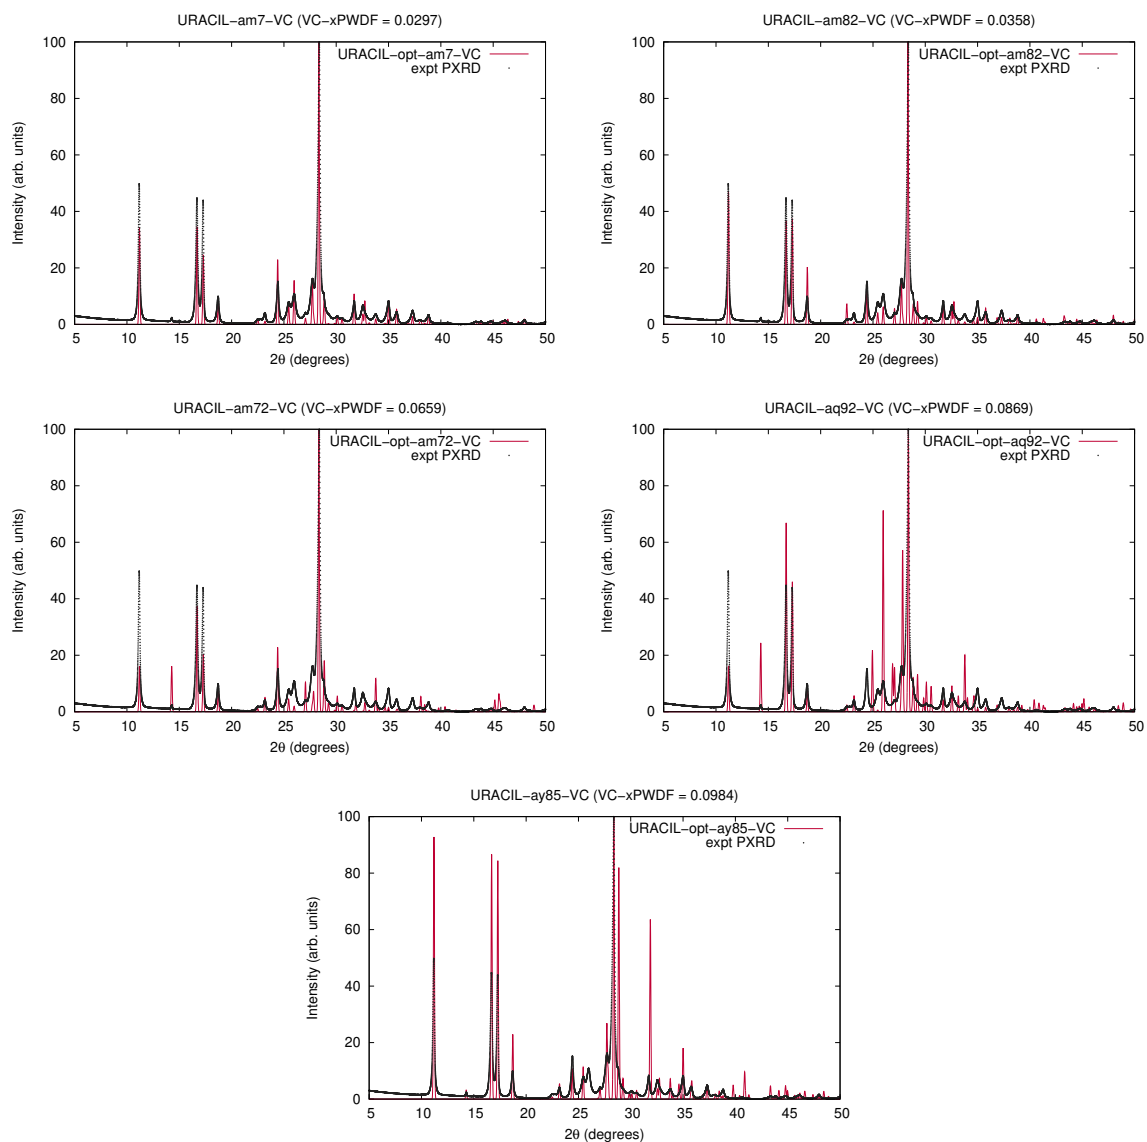 URACIL−am7−VC (VC−xPWDF = 0.0297)
URACIL−opt−am7−VC
expt PXRD
Intensity (arb. units)
100
80
60
40
20
0
5 10 15 20 25 30 35 40 45 50
2θ (degrees)
URACIL−am82−VC (VC−xPWDF = 0.0358)
URACIL−opt−am82−VC
expt PXRD
Intensity (arb. units)
100
80
60
40
20
0
5 10 15 20 25 30 35 40 45 50
2θ (degrees)
URACIL−am72−VC (VC−xPWDF = 0.0659)
URACIL−opt−am72−VC
expt PXRD
Intensity (arb. units)
100
80
60
40
20
0
5 10 15 20 25 30 35 40 45 50
2θ (degrees)
URACIL−aq92−VC (VC−xPWDF = 0.0869)
URACIL−opt−aq92−VC
expt PXRD
Intensity (arb. units)
100
80
60
40
20
0
5 10 15 20 25 30 35 40 45 50
2θ (degrees)
URACIL−ay85−VC (VC−xPWDF = 0.0984)
URACIL−opt−ay85−VC
expt PXRD
Intensity (arb. units)
100
80
60
40
20
0
5 10 15 20 25 30 35 40 45 50
2θ (degrees)